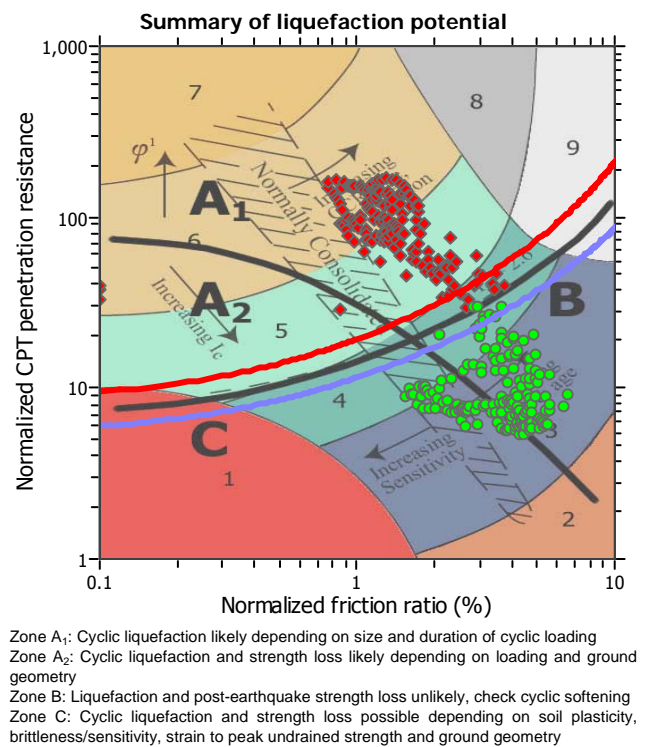 Summary of liquefaction potential
1,000
100
10
1
0.1
1
10
Normalized CPT penetration resistance
Normalized friction ratio (%)
7
8
9
φ¹
A₁
6
A₂
5
B
4
C
1
3
2
Increasing
Normally Consolidated
Increasing Ic
2.6
age
Increasing
Sensitivity
Zone A₁: Cyclic liquefaction likely depending on size and duration of cyclic loading
Zone A₂: Cyclic liquefaction and strength loss likely depending on loading and ground
geometry
Zone B: Liquefaction and post-earthquake strength loss unlikely, check cyclic softening
Zone C: Cyclic liquefaction and strength loss possible depending on soil plasticity,
brittleness/sensitivity, strain to peak undrained strength and ground geometry